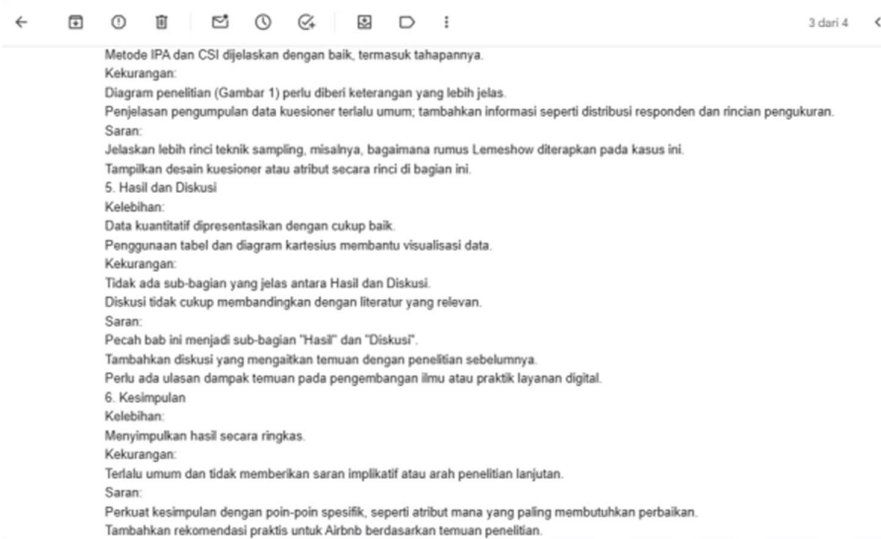 3 dari 4
Metode IPA dan CSI dijelaskan dengan baik, termasuk tahapannya.
Kekurangan:
Diagram penelitian (Gambar 1) perlu diberi keterangan yang lebih jelas.
Penjelasan pengumpulan data kuesioner terlalu umum; tambahkan informasi seperti distribusi responden dan rincian pengukuran.
Saran:
Jelaskan lebih rinci teknik sampling, misalnya, bagaimana rumus Lemeshow diterapkan pada kasus ini.
Tampilkan desain kuesioner atau atribut secara rinci di bagian ini.
5. Hasil dan Diskusi
Kelebihan:
Data kuantitatif dipresentasikan dengan cukup baik.
Penggunaan tabel dan diagram kartesius membantu visualisasi data.
Kekurangan:
Tidak ada sub-bagian yang jelas antara Hasil dan Diskusi.
Diskusi tidak cukup membandingkan dengan literatur yang relevan.
Saran:
Pecah bab ini menjadi sub-bagian "Hasil" dan "Diskusi".
Tambahkan diskusi yang mengaitkan temuan dengan penelitian sebelumnya.
Perlu ada ulasan dampak temuan pada pengembangan ilmu atau praktik layanan digital.
6. Kesimpulan
Kelebihan:
Menyimpulkan hasil secara ringkas.
Kekurangan:
Terlalu umum dan tidak memberikan saran implikatif atau arah penelitian lanjutan.
Saran:
Perkuat kesimpulan dengan poin-poin spesifik, seperti atribut mana yang paling membutuhkan perbaikan.
Tambahkan rekomendasi praktis untuk Airbnb berdasarkan temuan penelitian.